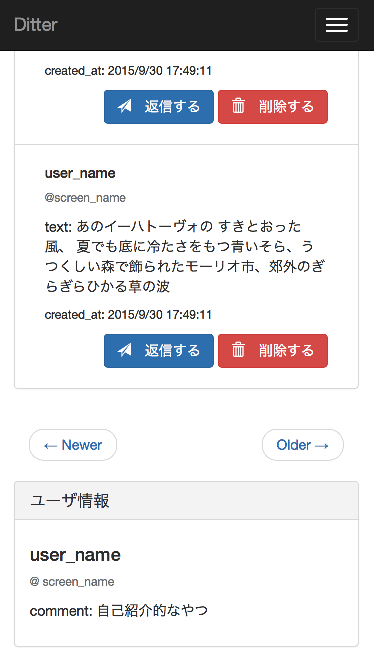 Ditter
created_at: 2015/9/30 17:49:11
返信する 削除する
user_name
@screen_name
text: あのイーハトーヴォの すきとおった
風、 夏でも底に冷たさをもつ青いそら、う
つくしい森で飾られたモーリオ市、郊外のぎ
らぎらひかる草の波
created_at: 2015/9/30 17:49:11
返信する 削除する
← Newer Older →
ユーザ情報
user_name
@ screen_name
comment: 自己紹介的なやつ